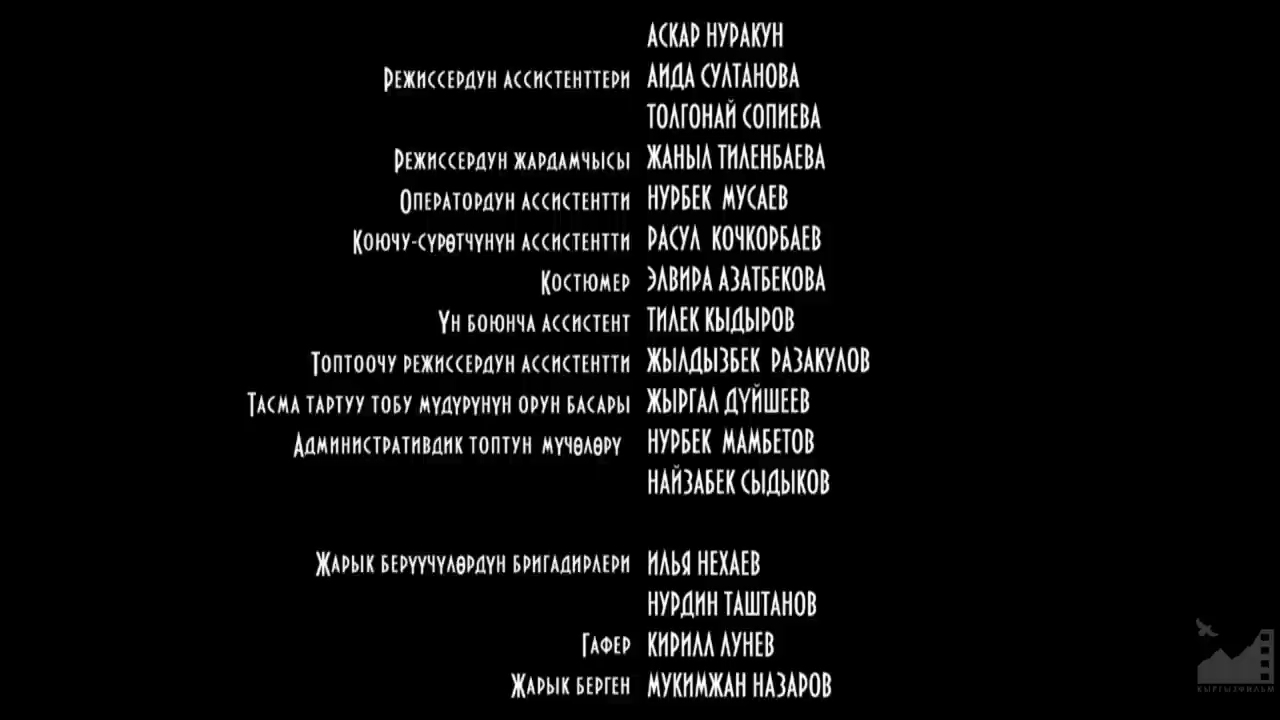 АСКАР НУРАКУН
Режиссердун ассистенттери АИДА СУЛТАНОВА
ТОЛГОНАЙ СОПИЕВА
Режиссердун жардамчысы ЖАНЫЛ ТИЛЕНБАЕВА
Оператордун ассистентти НУРБЕК МУСАЕВ
Коючу-сүрөтчүнүн ассистентти РАСУЛ КОЧКОРБАЕВ
Костюмер ЭЛВИРА АЗАТБЕКОВА
Үн боюнча ассистент ТИЛЕК КЫДЫРОВ
Топтоочу режиссердун ассистентти ЖЫЛДЫЗБЕК РАЗАКУЛОВ
Тасма тартуу тобу мүдүрүнүн орун басары ЖЫРГАЛ ДҮЙШЕЕВ
Административдик топтун мүчөлөрү НУРБЕК МАМБЕТОВ
НАЙЗАБЕК СЫДЫКОВ
Жарык берүүчүлөрдүн бригадирлери ИЛЬЯ НЕХАЕВ
НУРДИН ТАШТАНОВ
Гафер КИРИЛЛ ЛУНЕВ
Жарык берген МУКИМЖАН НАЗАРОВ
КЫРГЫЗФИЛЬМ